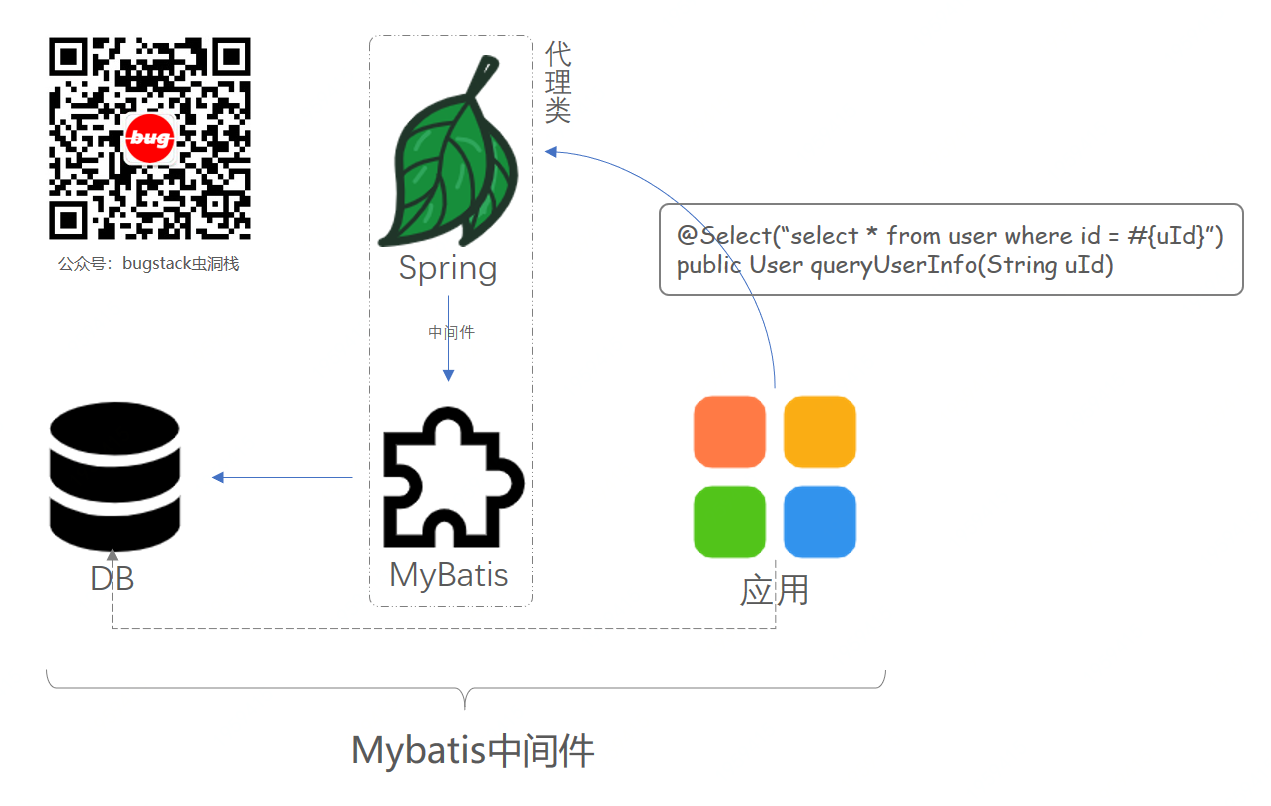 bug
公众号：bugstack虫洞栈
代理类
Spring
中间件
@Select(“select * from user where id = #{uId}”)
public User queryUserInfo(String uId)
DB
MyBatis
应用
Mybatis中间件